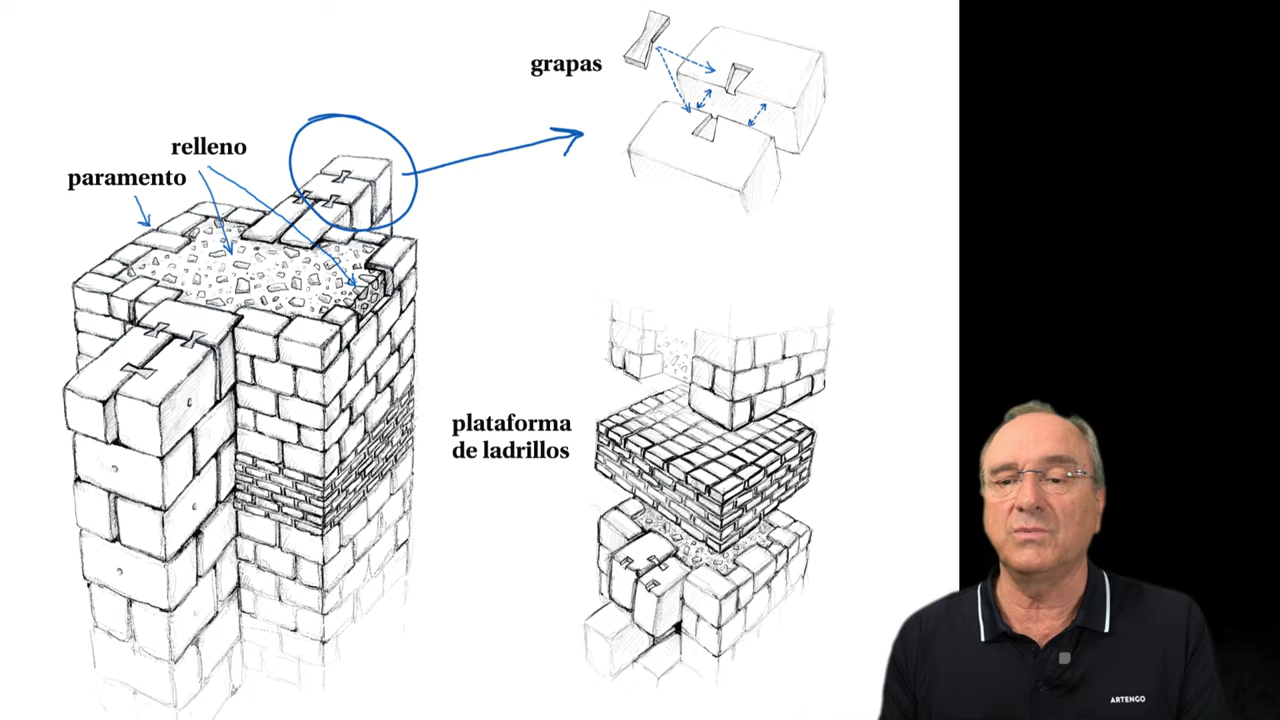 grapas
relleno
paramento
plataforma
de ladrillos
ARTENGO